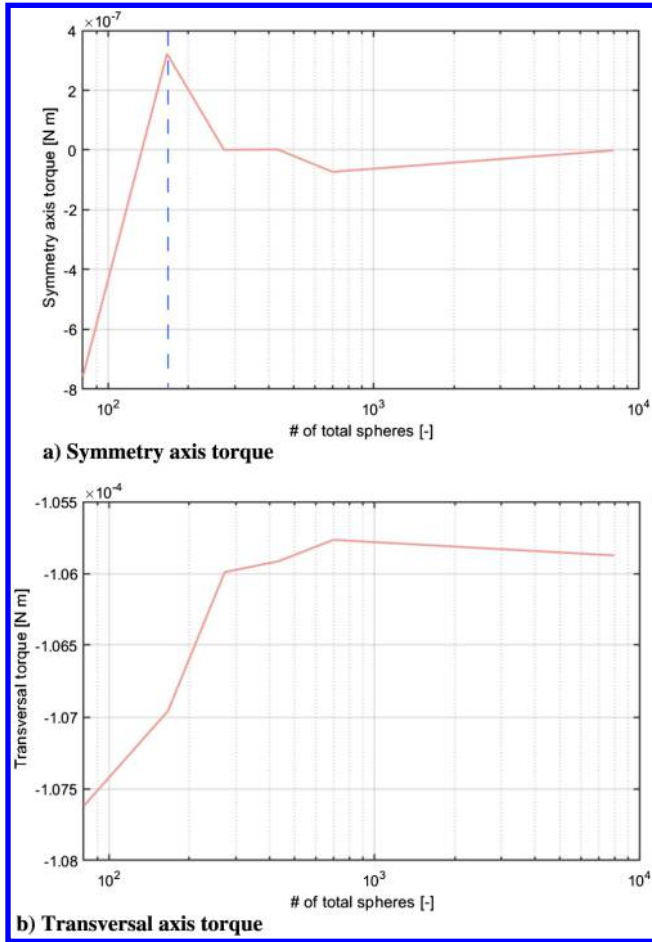 ×10⁻⁷
4
2
0
-2
-4
-6
-8
Symmetry axis torque [N m]
10² 10³ 10⁴
# of total spheres [-]
a) Symmetry axis torque
×10⁻⁴
-1.055
-1.06
-1.065
-1.07
-1.075
-1.08
Transversal torque [N m]
10² 10³ 10⁴
# of total spheres [-]
b) Transversal axis torque